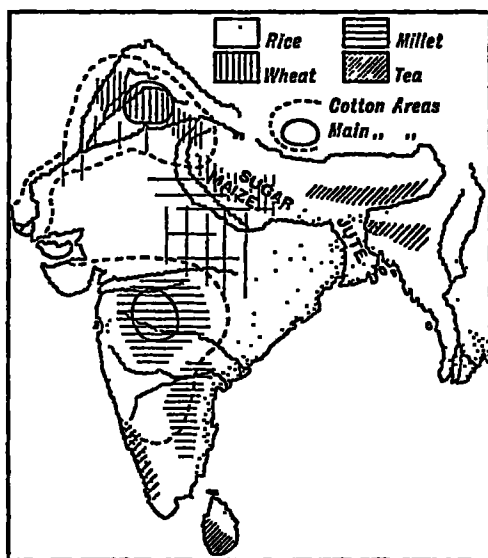 Rice
Millet
Wheat
Tea
Cotton Areas
Main „ „
SUGAR
MAIZE
JUTE